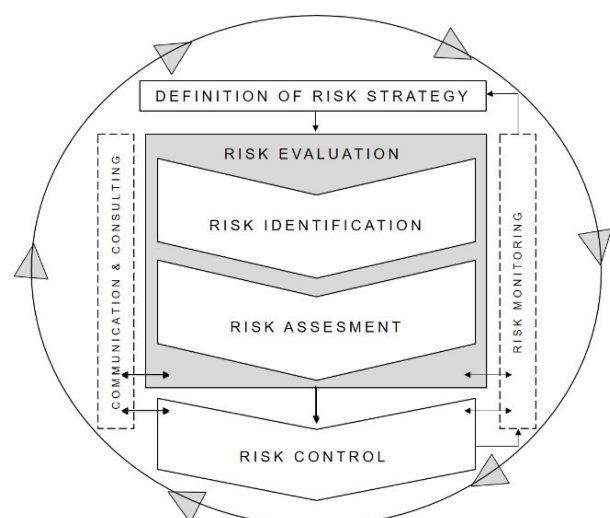 DEFINITION OF RISK STRATEGY
RISK EVALUATION
COMMUNICATION & CONSULTING
RISK IDENTIFICATION
RISK MONITORING
RISK ASSESMENT
RISK CONTROL